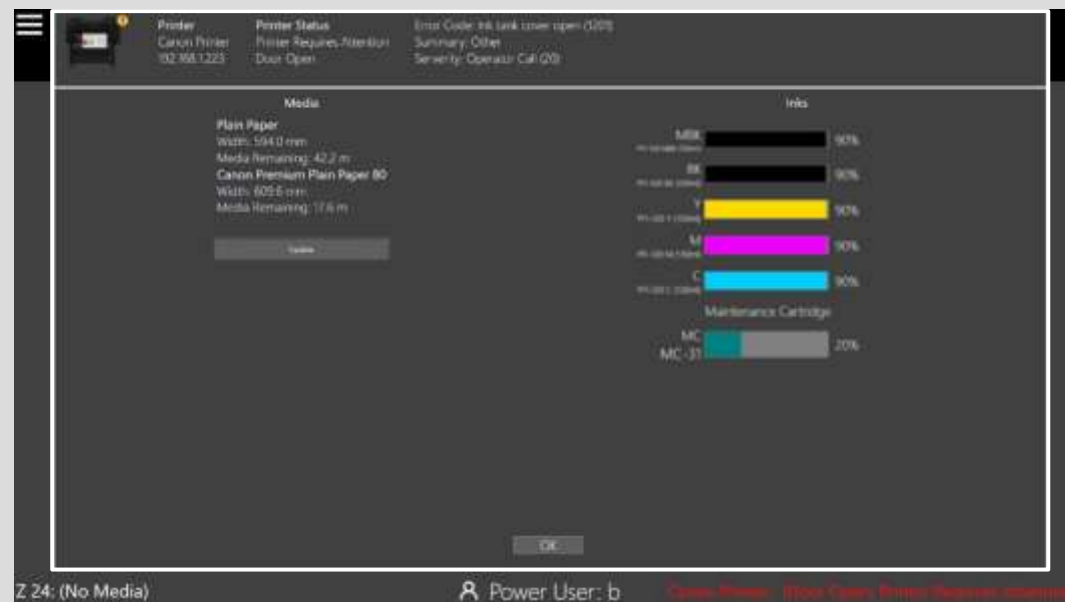 Printer
Canon Printer
192.168.1.223
Printer Status
Printer Requires Attention
Door Open
Error Code: Ink tank cover open (1201)
Summary: Other
Serverity: Operator Call (20)
Media
Plain Paper
Width: 594.0 mm
Media Remaining: 42.2 m
Canon Premium Plain Paper 80
Width: 609.6 mm
Media Remaining: 17.6 m
Update
Inks
MBK
90%
BK
90%
Y
90%
M
90%
C
90%
Maintenance Cartridge
MC
MC-31
20%
OK
Z 24: (No Media)
Power User: b